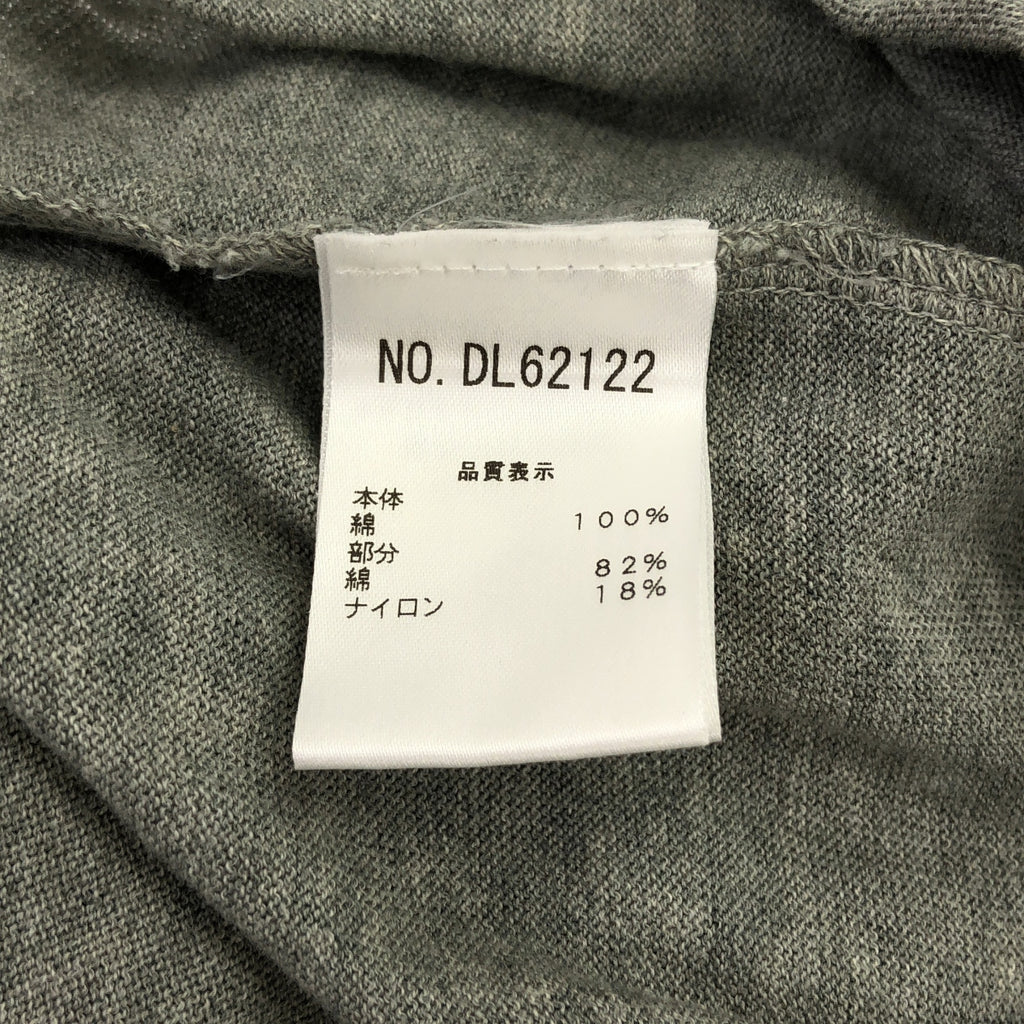 NO. DL62122
品質表示
本体
綿 100%
部分
綿 82%
ナイロン 18%